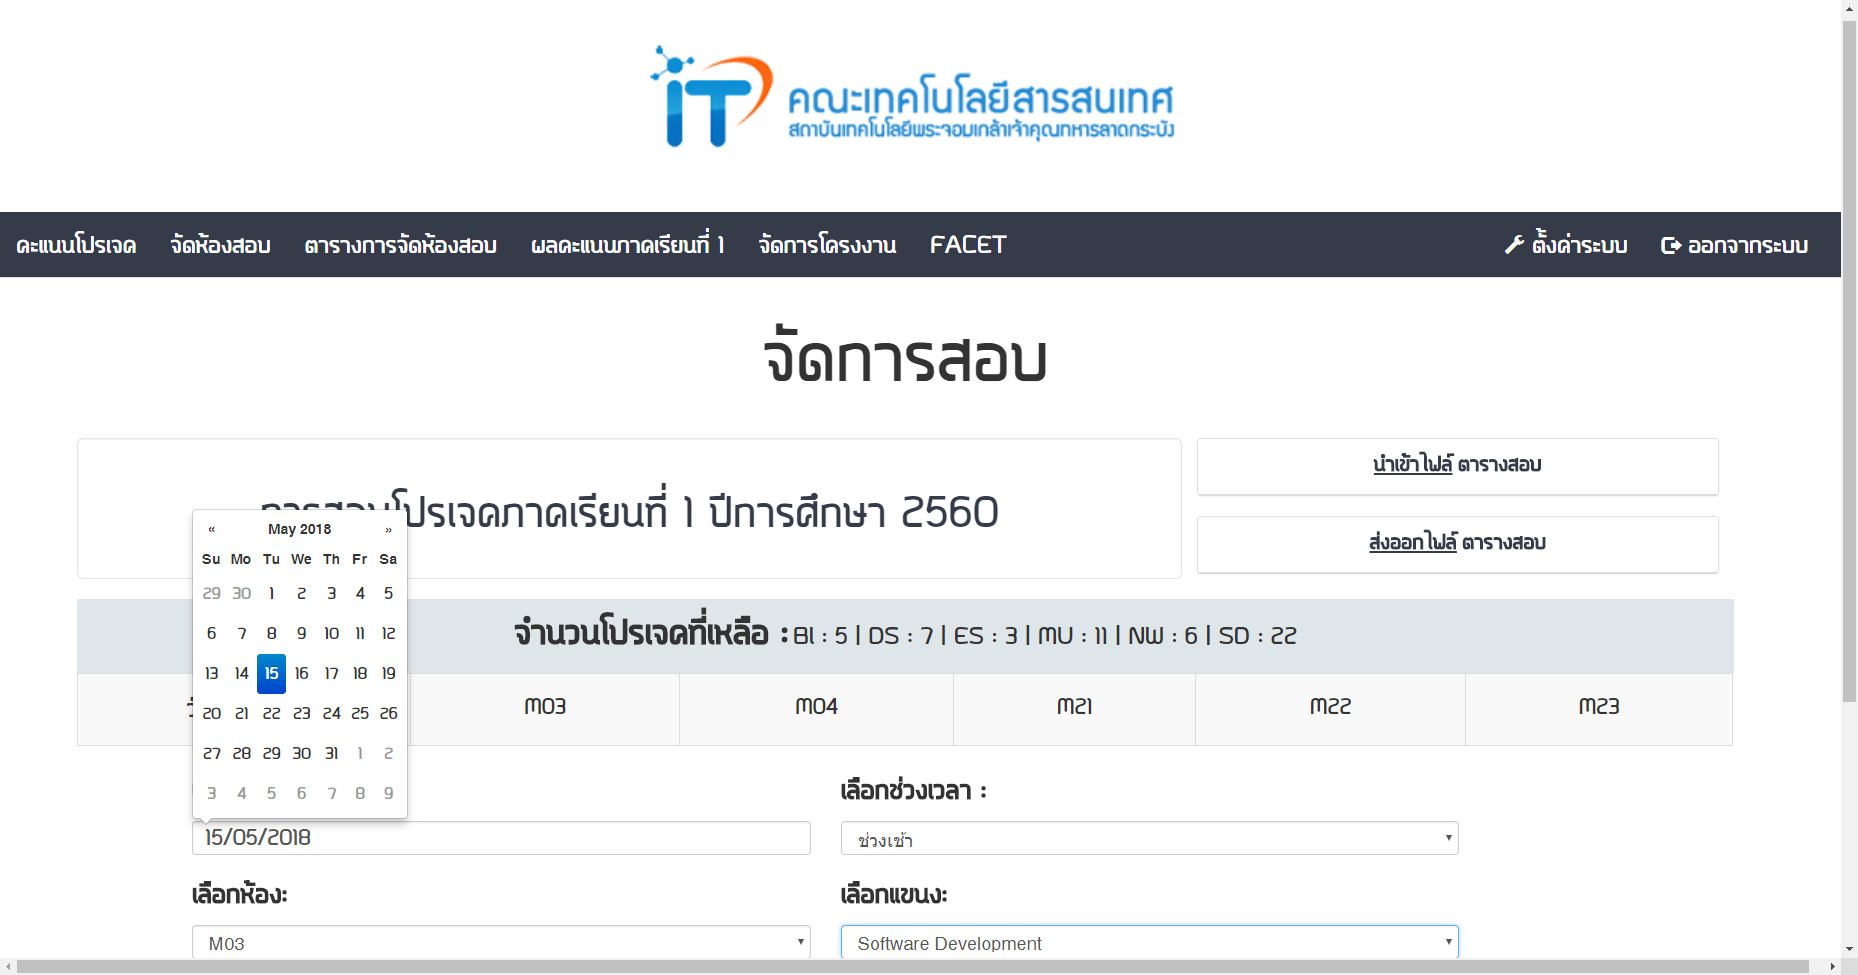 iT คณะเทคโนโลยีสารสนเทศ
สถาบันเทคโนโลยีพระจอมเกล้าเจ้าคุณทหารลาดกระบัง
คะแนนโปรเจค จัดห้องสอบ ตารางการจัดห้องสอบ ผลคะแนนภาคเรียนที่ 1 จัดการโครงงาน FACET ตั้งค่าระบบ ออกจากระบบ
จัดการสอบ
การสอบโปรเจคภาคเรียนที่ 1 ปีการศึกษา 2560
นำเข้าไฟล์ ตารางสอบ
ส่งออกไฟล์ ตารางสอบ
จำนวนโปรเจคที่เหลือ : BI : 5 | DS : 7 | ES : 3 | MU : 11 | NW : 6 | SD : 22
M03 M04 M21 M22 M23
« May 2018 »
Su Mo Tu We Th Fr Sa
29 30 1 2 3 4 5
6 7 8 9 10 11 12
13 14 15 16 17 18 19
20 21 22 23 24 25 26
27 28 29 30 31 1 2
3 4 5 6 7 8 9
15/05/2018
เลือกช่วงเวลา :
ช่วงเช้า
เลือกห้อง:
M03
เลือกแขนง:
Software Development